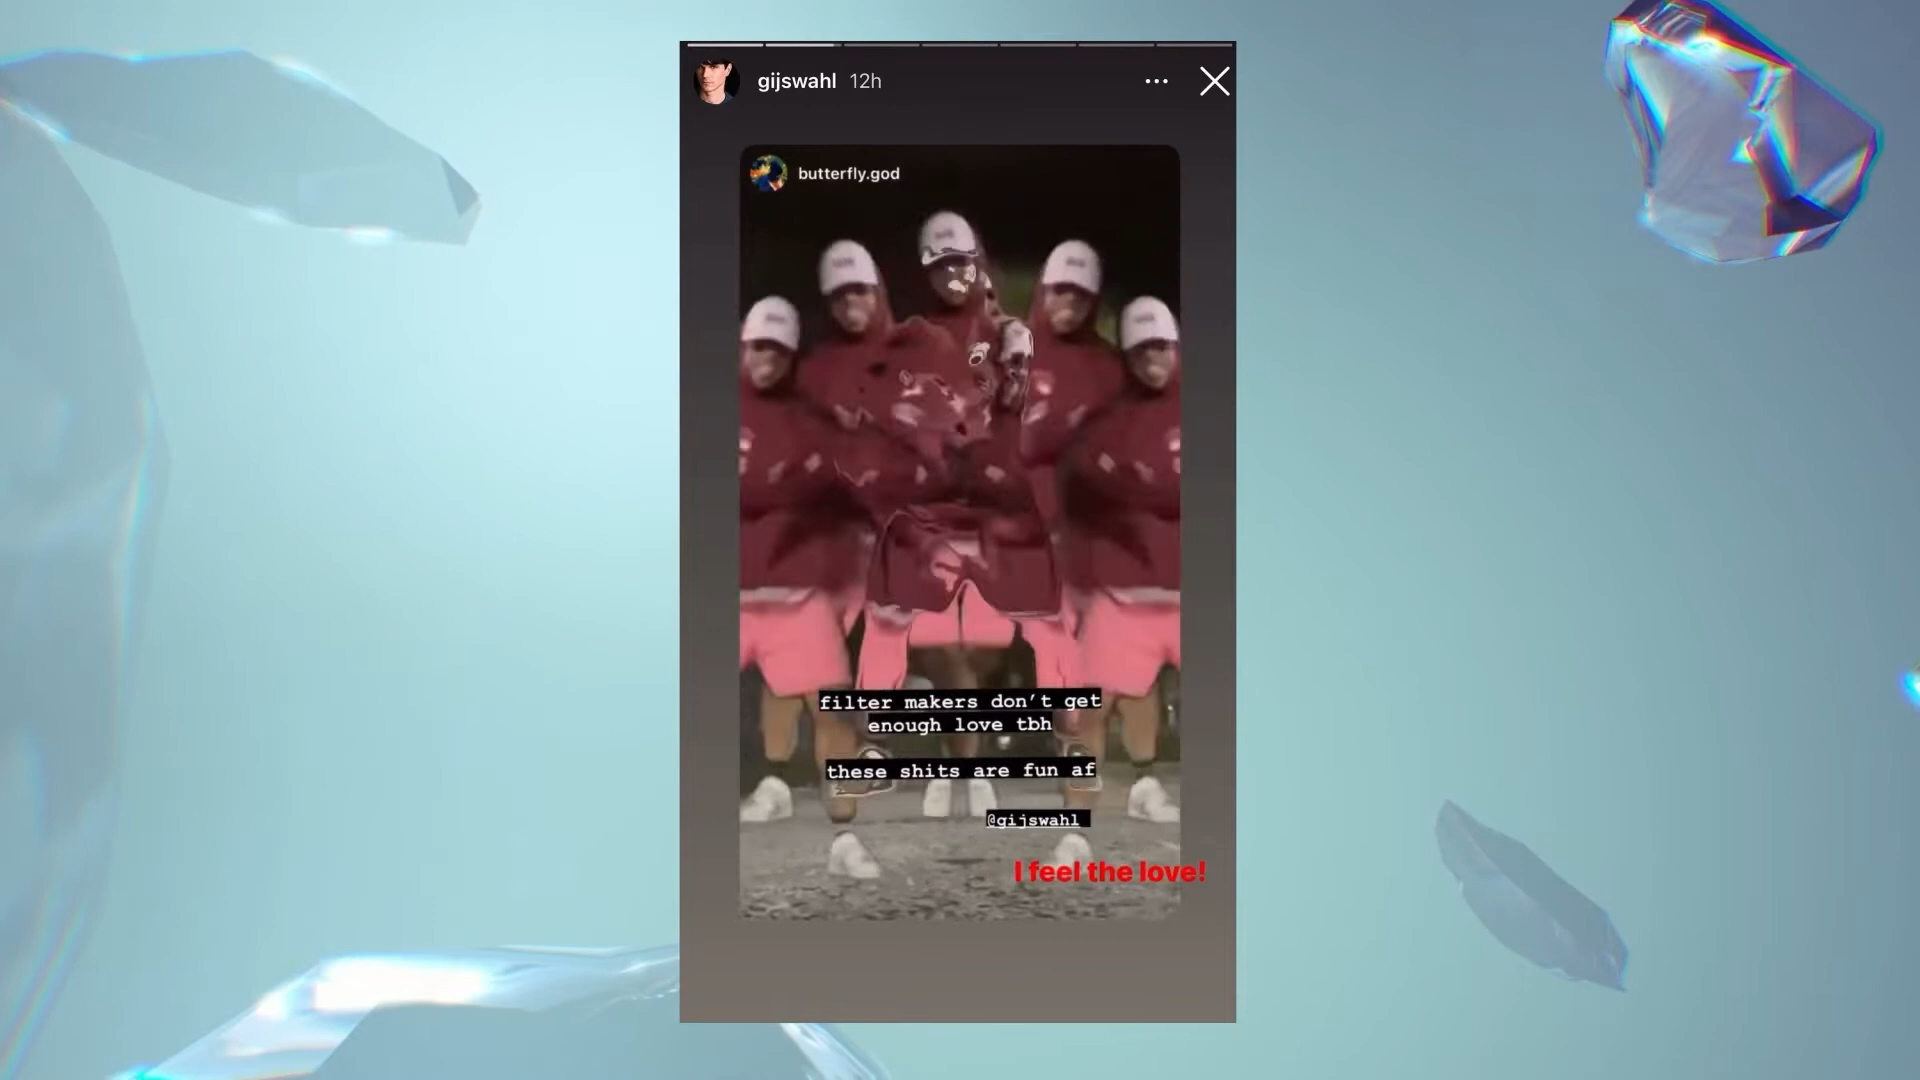 gijswahl 12h
butterfly.god
filter makers don't get
enough love tbh
these shits are fun af
@gijswahl
I feel the love!